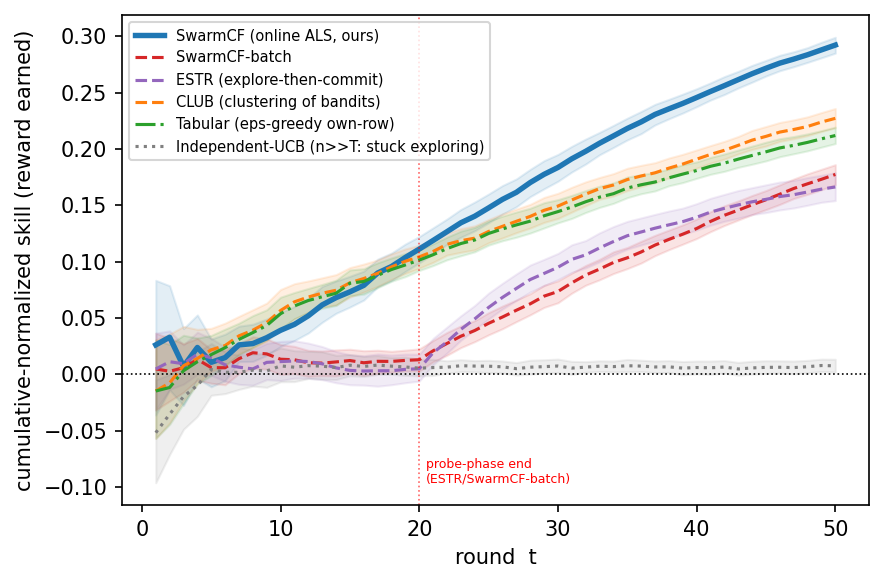 SwarmCF (online ALS, ours)
SwarmCF-batch
ESTR (explore-then-commit)
CLUB (clustering of bandits)
Tabular (eps-greedy own-row)
Independent-UCB (n>>T: stuck exploring)
cumulative-normalized skill (reward earned)
0.30
0.25
0.20
0.15
0.10
0.05
0.00
−0.05
−0.10
probe-phase end
(ESTR/SwarmCF-batch)
0 10 20 30 40 50
round t